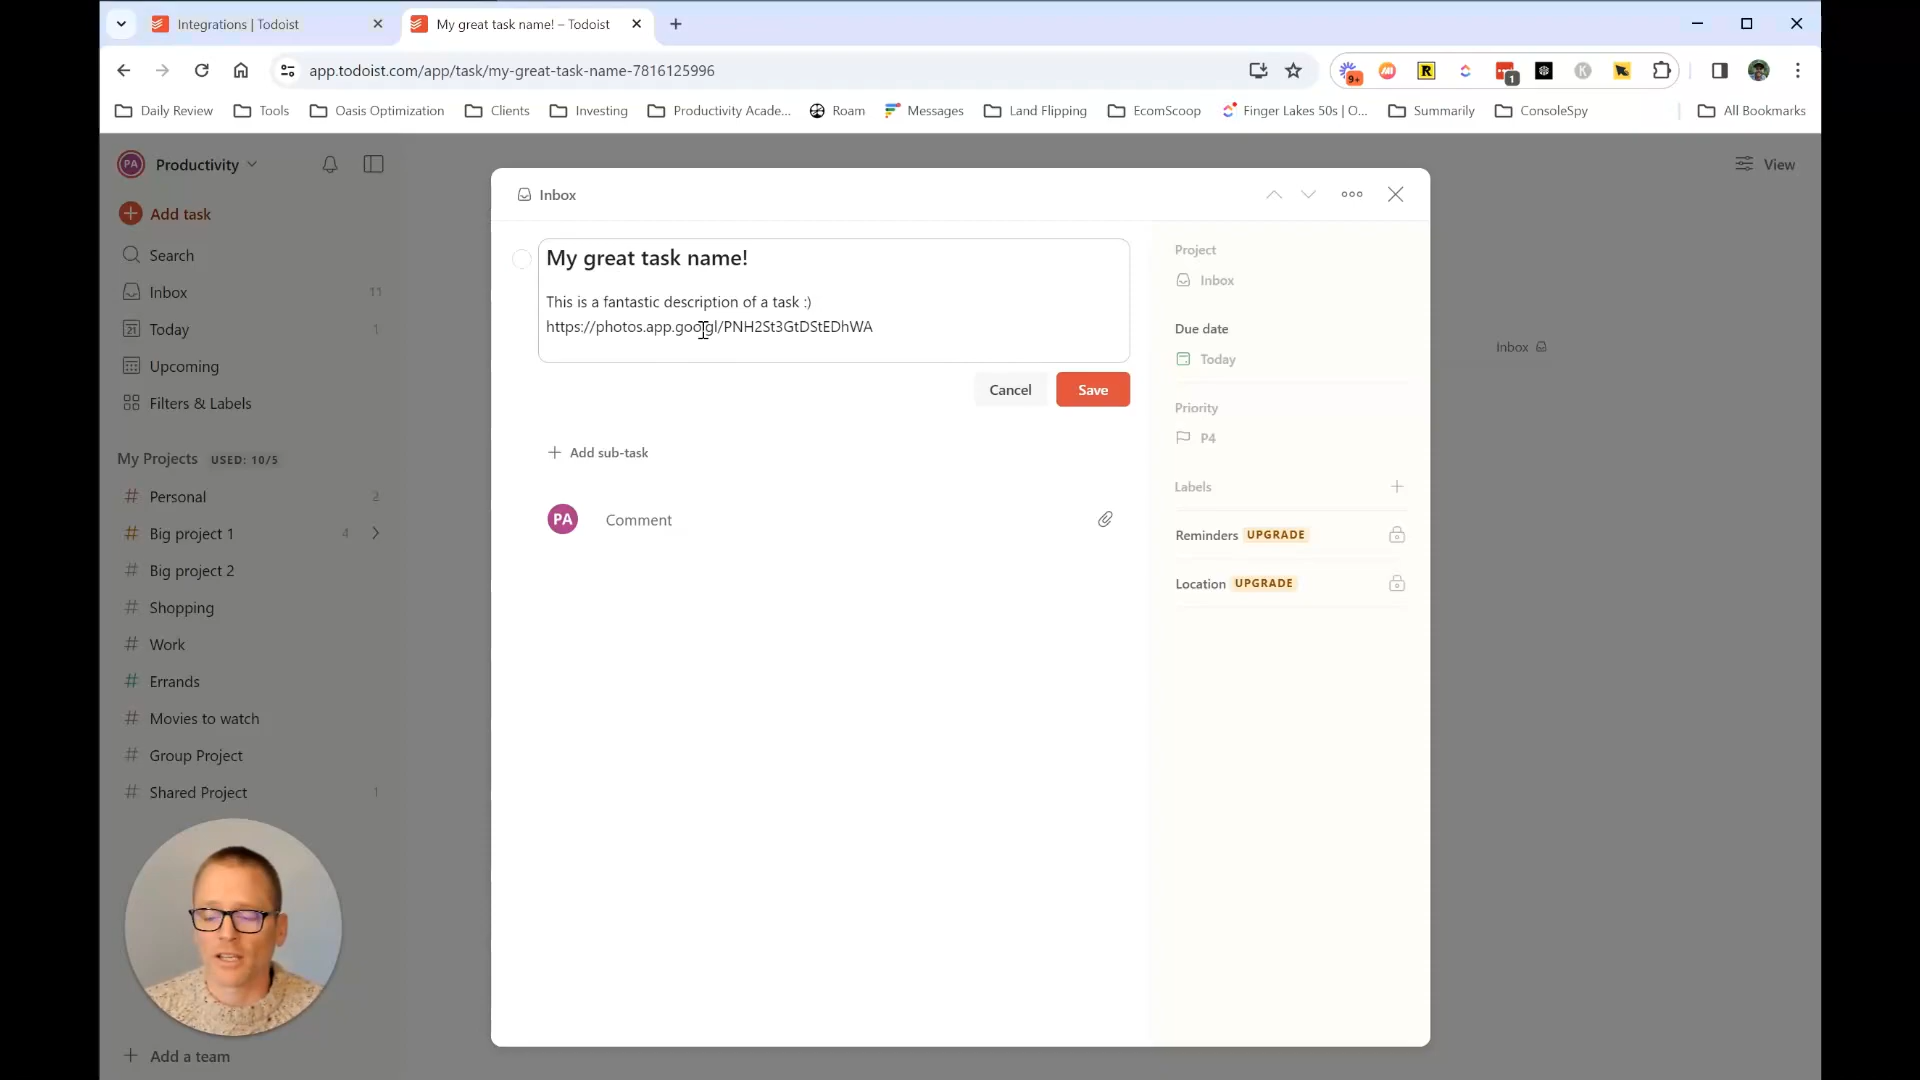 Integrations | Todoist
My great task name! – Todoist
app.todoist.com/app/task/my-great-task-name-7816125996
9+
R
1
K
Daily Review
Tools
Oasis Optimization
Clients
Investing
Productivity Acade...
Roam
Messages
Land Flipping
EcomScoop
Finger Lakes 50s | O...
Summarily
ConsoleSpy
All Bookmarks
PA
Productivity
View
Add task
Search
Inbox
11
21
Today
1
Upcoming
Filters & Labels
My Projects
USED: 10/5
Personal
2
Big project 1
4
Big project 2
Shopping
Work
Errands
Movies to watch
Group Project
Shared Project
1
Add a team
Inbox
My great task name!
This is a fantastic description of a task :)
https://photos.app.goo.gl/PNH2St3GtDStEDhWA
Cancel
Save
Add sub-task
PA
Comment
Project
Inbox
Due date
Today
Priority
P4
Labels
Reminders UPGRADE
Location UPGRADE
Inbox